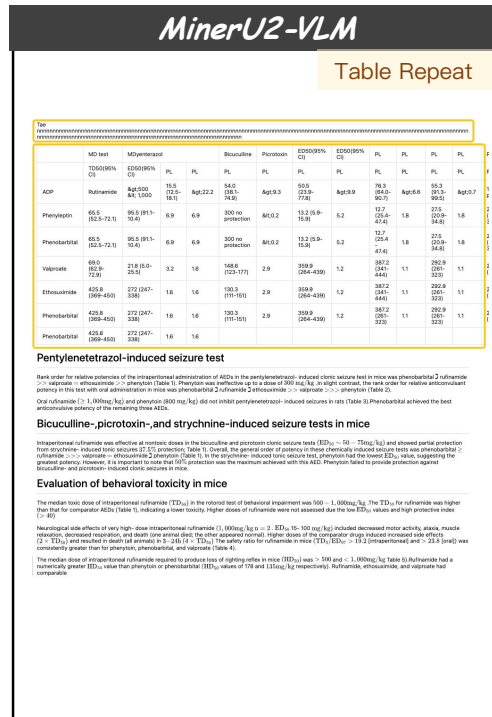 MinerU2-VLM
Table Repeat
Tae
MD test MDyenterazol Bicuculline Picrotoxin ED50(95% CI) ED50(95% CI) PL PL PL PL
TD50(95% CI) ED50(95% CI) PL PL PL PL PL PL PL PL PL PL
ADP Rutinamide &gt;500 &lt; 1,000 15.5 (12.5-18.1) &gt;22.2 54.0 (38.1-74.9) &gt;9.3 50.5 (23.9-77.8) &gt;9.9 76.3 (64.0-90.7) &gt;6.6 55.3 (91.3-99.5) &gt;0.7
Phenyleptin 65.5 (52.5-72.1) 95.5 (91.1-10.4) 6.9 6.9 300 no protection &lt;0.2 13.2 (5.9-15.9) 5.2 12.7 (25.4-47.4) 1.8 27.5 (20.9-34.8) 1.8
Phenobarbital 65.5 (52.5-72.1) 95.5 (91.1-10.4) 6.9 6.9 300 no protection &lt;0.2 13.2 (5.9-15.9) 5.2 12.7 (25.4-47.4) 1.8 27.5 (20.9-34.8) 1.8
Valproate 69.0 (62.9-72.9) 21.8 (5.0-25.5) 3.2 1.6 148.6 (123-177) 2.9 359.9 (264-439) 1.2 387.2 (341-444) 1.1 292.9 (261-323) 1.1
Ethosuximide 425.8 (369-450) 272 (247-338) 1.6 1.6 130.3 (111-151) 2.9 359.9 (264-439) 1.2 387.2 (341-444) 1.1 292.9 (261-323) 1.1
Phenobarbital 425.8 (369-450) 272 (247-338) 1.6 1.6 130.3 (111-151) 2.9 359.9 (264-439) 1.2 387.2 (261-323) 1.1 292.9 (261-323) 1.1
Phenobarbital 425.8 (369-450) 272 (247-338) 1.6 1.6
Pentylenetetrazol-induced seizure test
Rank order for relative potencies of the intraperitoneal administration of AEDs in the pentylenetetrazol- induced clonic seizure test in mice was phenobarbital ℷ rufinamide
>> valproate = ethosuximide >> phenytoin (Table 1). Phenytoin was ineffective up to a dose of 300 mg/kg .In slight contrast, the rank order for relative anticonvulsant
potency in this test with oral administration in mice was phenobarbital ℷ rufinamide ℷ ethosuximide >> valproate >>> phenytoin (Table 2).
Oral rufinamide (≥ 1,000mg/kg) and phenytoin (800 mg/kg) did not inhibit pentylenetetrazol- induced seizures in rats (Table 3).Phenobarbital achieved the best
anticonvulsive potency of the remaining three AEDs.
Bicuculline-,picrotoxin-,and strychnine-induced seizure tests in mice
Intraperitoneal rufinamide was effective at nontoxic doses in the bicuculline and picrotoxin clonic seizure tests (ED₅₀ ~ 50 − 75mg/kg) and showed partial protection
from strychnine- induced tonic seizures 37.5% protection; Table 1). Overall, the general order of potency in these chemically induced seizure tests was phenobarbital ≥
rufinamide >>> valproate = ethosuximide ℷ phenytoin (Table 1). In the strychnine- induced tonic seizure test, phenytoin had the lowest ED₅₀ value, suggesting the
greatest potency. However, it is important to note that 50% protection was the maximum achieved with this AED. Phenytoin failed to provide protection against
bicuculline- and picrotoxin- induced clonic seizures in mice.
Evaluation of behavioral toxicity in mice
The median toxic dose of intraperitoneal rufinamide (TD₅₀) in the rotorod test of behavioral impairment was 500 − 1,000mg/kg .The TD₅₀ for rufinamide was higher
than that for comparator AEDs (Table 1), indicating a lower toxicity. Higher doses of rufinamide were not assessed due the low ED₅₀ values and high protective index
(> 40)
Neurological side effects of very high- dose intraperitoneal rufinamide (1,000mg/kg n = 2 , ED₅₀ 15- 100 mg/kg) included decreased motor activity, ataxia, muscle
relaxation, decreased respiration, and death (one animal died; the other appeared normal). Higher doses of the comparator drugs induced increased side effects
(2 × TD₅₀) and resulted in death (all animals) in 3−24h (4 × TD₅₀) The safety ratio for rufinamide in mice (TD₃/ED₉₇ > 19.2 [intraperitoneal] and > 23.8 [oral]) was
consistently greater than for phenytoin, phenobarbital, and valproate (Table 4).
The median dose of intraperitoneal rufinamide required to produce loss of righting reflex in mice (HD₅₀) was > 500 and < 1,000mg/kg Table 5).Rufinamide had a
numerically greater HD₅₀ value than phenytoin or phenobarbital (HD₅₀ values of 178 and 135mg/kg respectively). Rufinamide, ethosuximide, and valproate had
comparable